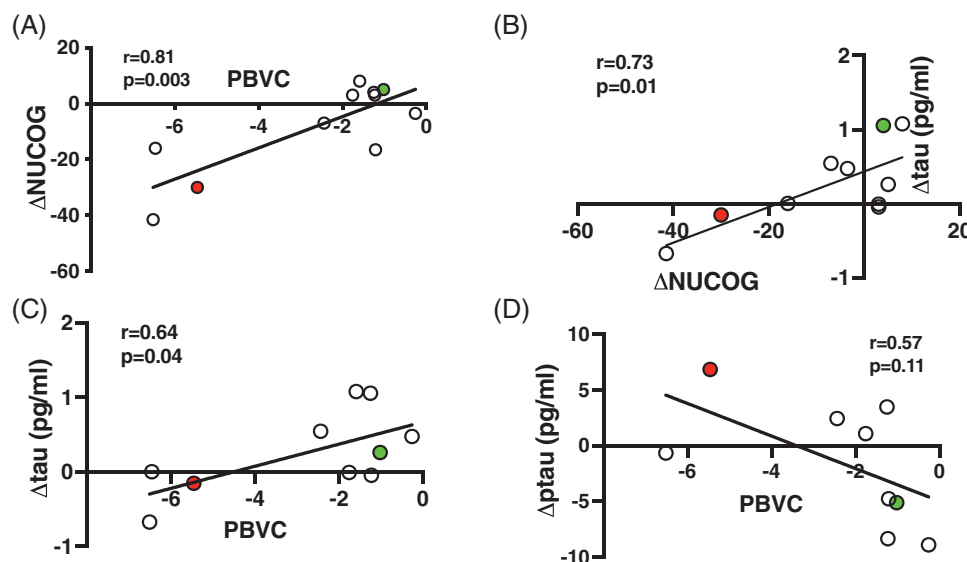 (A)
r=0.81
p=0.003
PBVC
20
0
-20
-40
-60
-6
-4
-2
0
ΔNUCOG
(B)
r=0.73
p=0.01
2
1
-1
-60
-40
-20
20
Δtau (pg/ml)
ΔNUCOG
(C)
r=0.64
p=0.04
2
1
0
-1
-6
-4
-2
0
Δtau (pg/ml)
PBVC
(D)
r=0.57
p=0.11
10
5
0
-5
-10
-6
-4
-2
0
Δptau (pg/ml)
PBVC